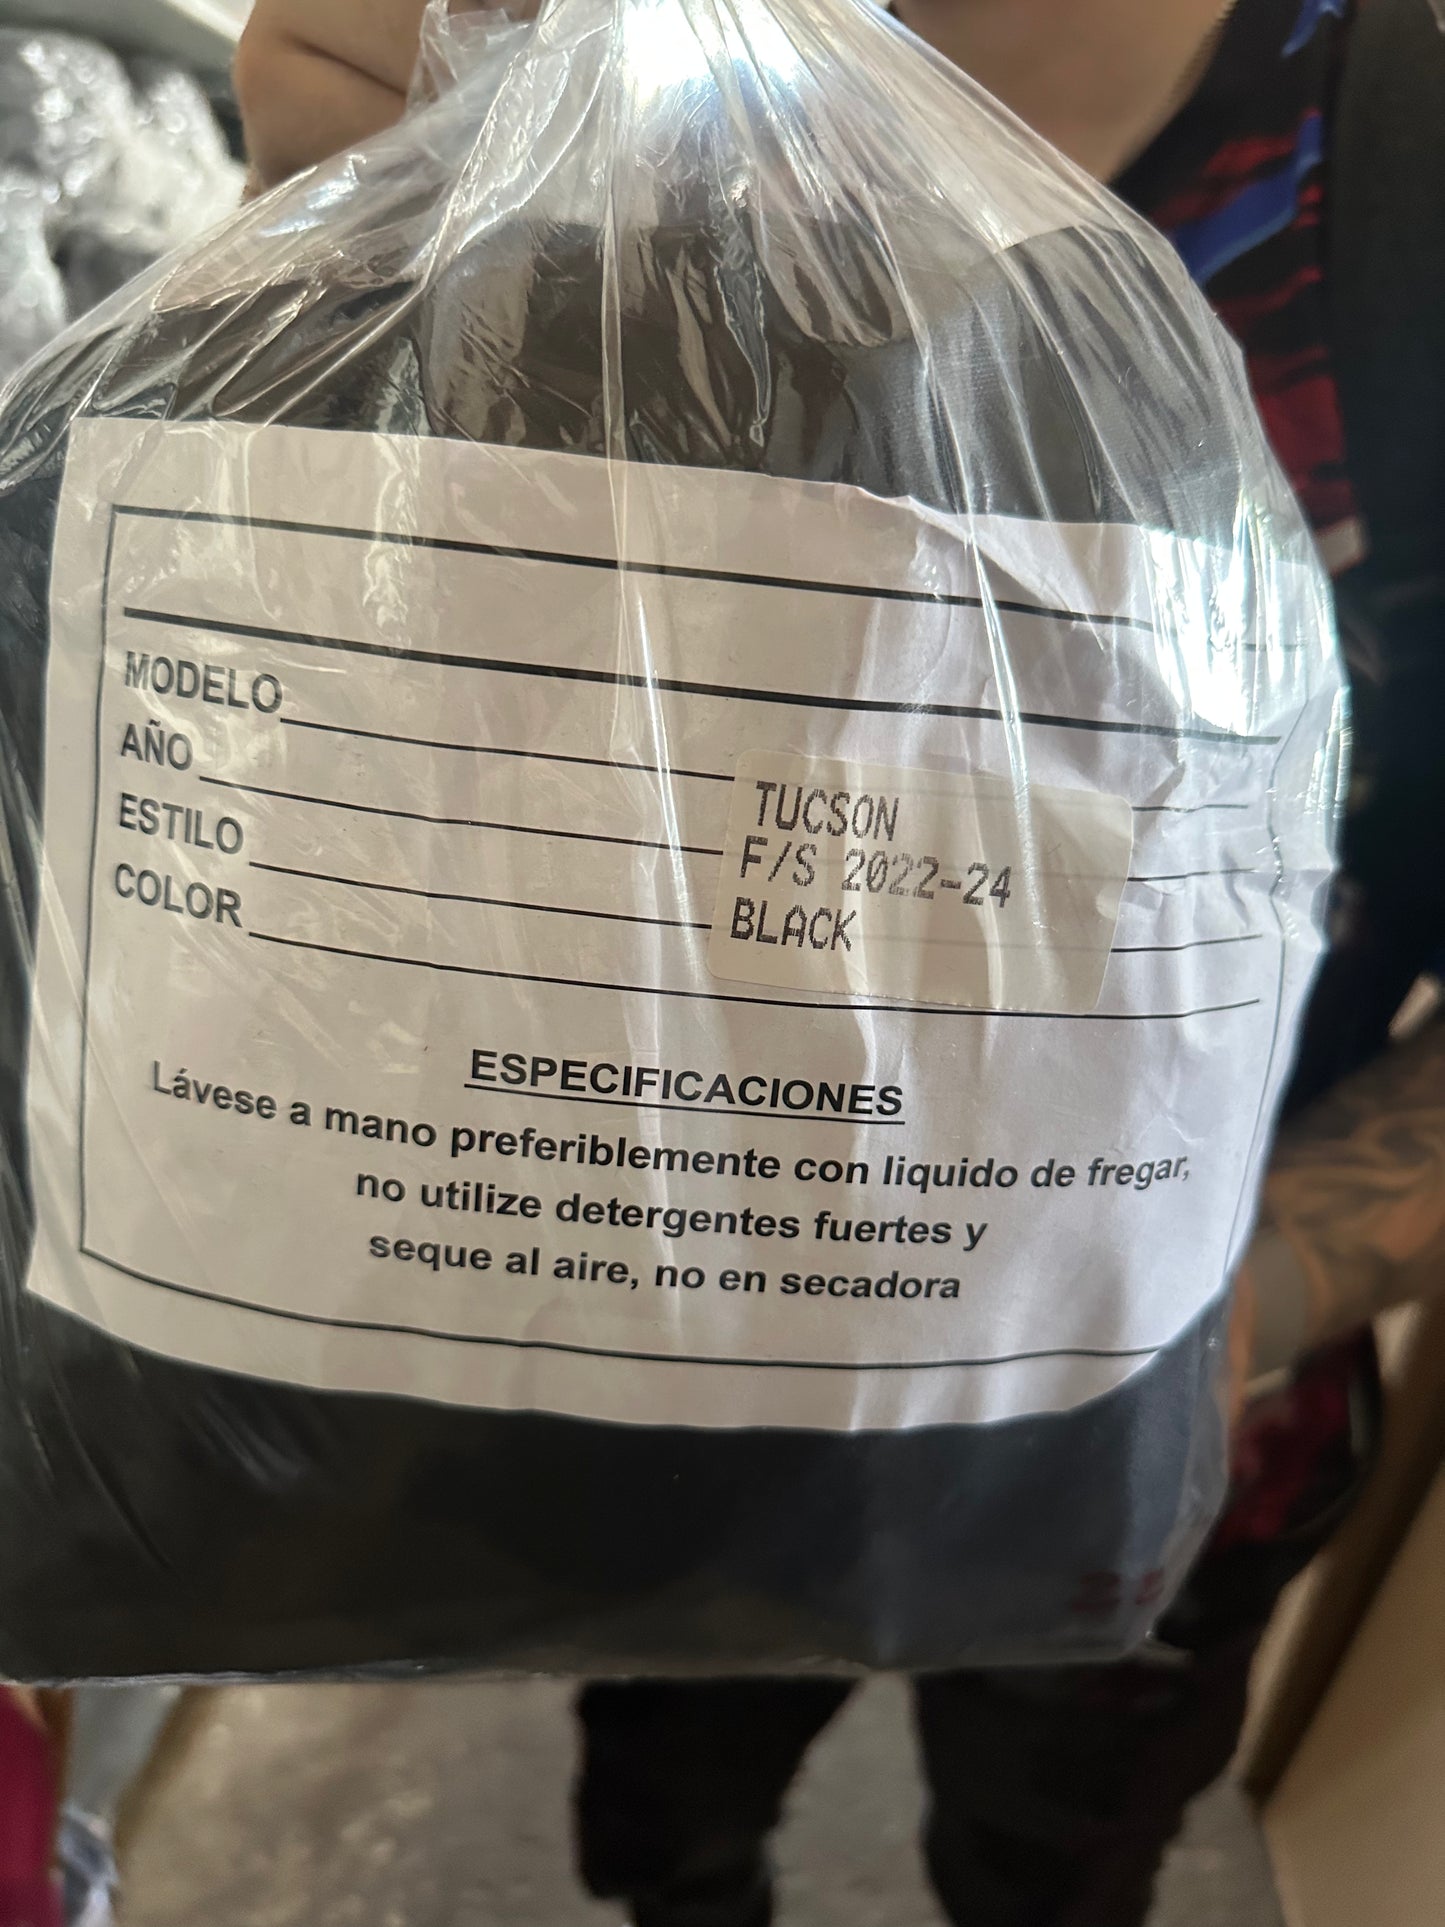 MODELO
AÑO
ESTILO
COLOR
TUCSON
F/S 2022-24
BLACK
ESPECIFICACIONES
Lávese a mano preferiblemente con liquido de fregar,
no utilize detergentes fuertes y
seque al aire, no en secadora